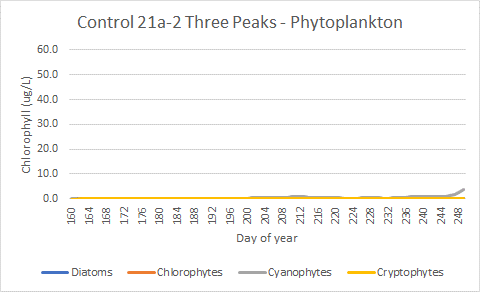 Control 21a-2 Three Peaks - Phytoplankton
60.0
50.0
40.0
30.0
20.0
10.0
0.0
Chlorophyll (ug/L)
160 164 168 172 176 180 184 188 192 196 200 204 208 212 216 220 224 228 232 236 240 244 248
Day of year
Diatoms Chlorophytes Cyanophytes Cryptophytes